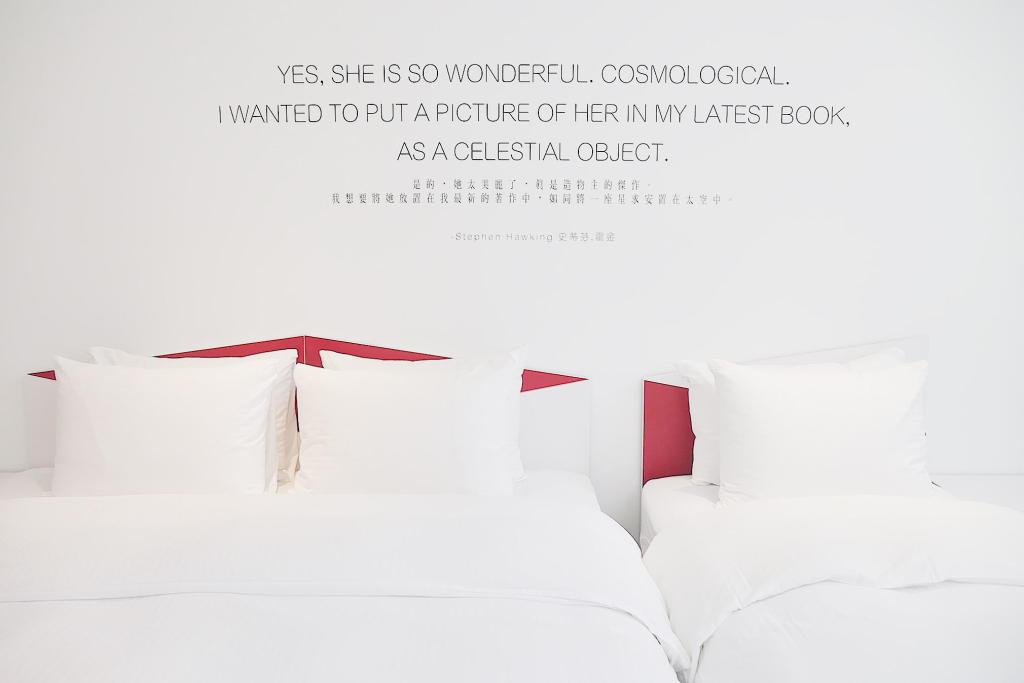 YES, SHE IS SO WONDERFUL. COSMOLOGICAL.
I WANTED TO PUT A PICTURE OF HER IN MY LATEST BOOK,
AS A CELESTIAL OBJECT.
是的，她太美麗了，真是造物主的傑作。
我想要將她放置在我最新的著作中，如同將一座星球安置在太空中。
-Stephen Hawking 史蒂芬.霍金